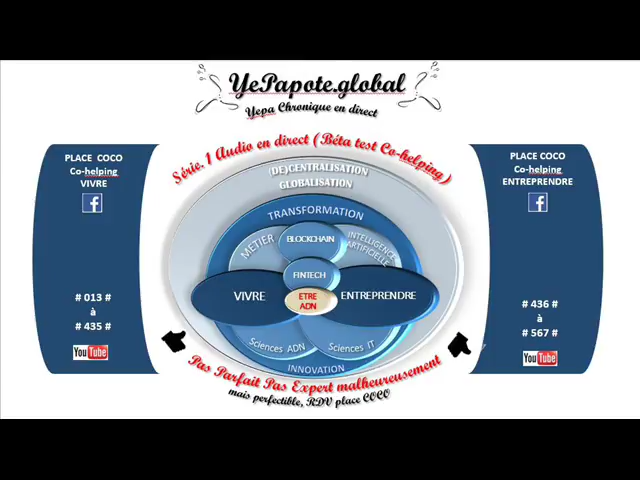 YePapote.global
Yepa Chronique en direct
Série. 1 Audio en direct ( Béta test Co-helping)
PLACE COCO
Co-helping
VIVRE
# 013 #
à
# 435 #
YouTube
(DE)CENTRALISATION
GLOBALISATION
TRANSFORMATION
METIER
BLOCKCHAIN
INTELLIGENCE
ARTIFICIELLE
FINTECH
VIVRE
ETRE
ADN
ENTREPRENDRE
Sciences ADN
Sciences IT
INNOVATION
PLACE COCO
Co-helping
ENTREPRENDRE
# 436 #
à
# 567 #
YouTube
Pas Parfait Pas Expert malheureusement
mais perfectible, RDV place COCO